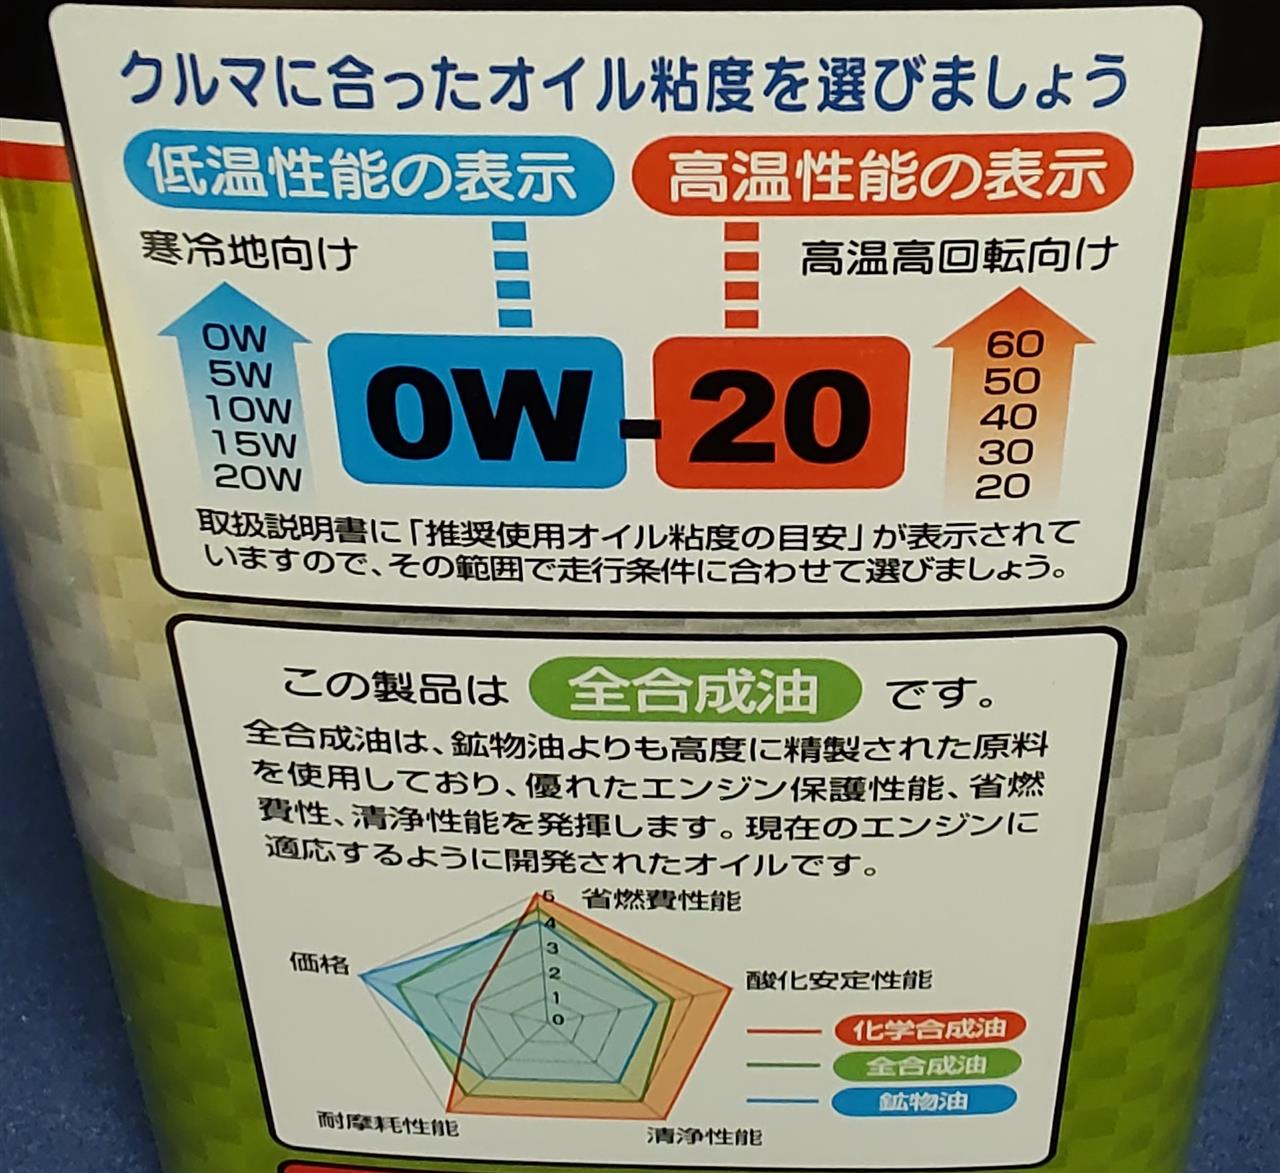 クルマに合ったオイル粘度を選びましょう
低温性能の表示
高温性能の表示
寒冷地向け
高温高回転向け
0W
5W
10W
15W
20W
0W-20
60
50
40
30
20
取扱説明書に「推奨使用オイル粘度の目安」が表示されて
いますので、その範囲で走行条件に合わせて選びましょう。
この製品は 全合成油 です。
全合成油は、鉱物油よりも高度に精製された原料
を使用しており、優れたエンジン保護性能、省燃
費性、清浄性能を発揮します。現在のエンジンに
適応するように開発されたオイルです。
省燃費性能
5
4
3
2
1
0
価格
酸化安定性能
化学合成油
全合成油
鉱物油
耐摩耗性能
清浄性能